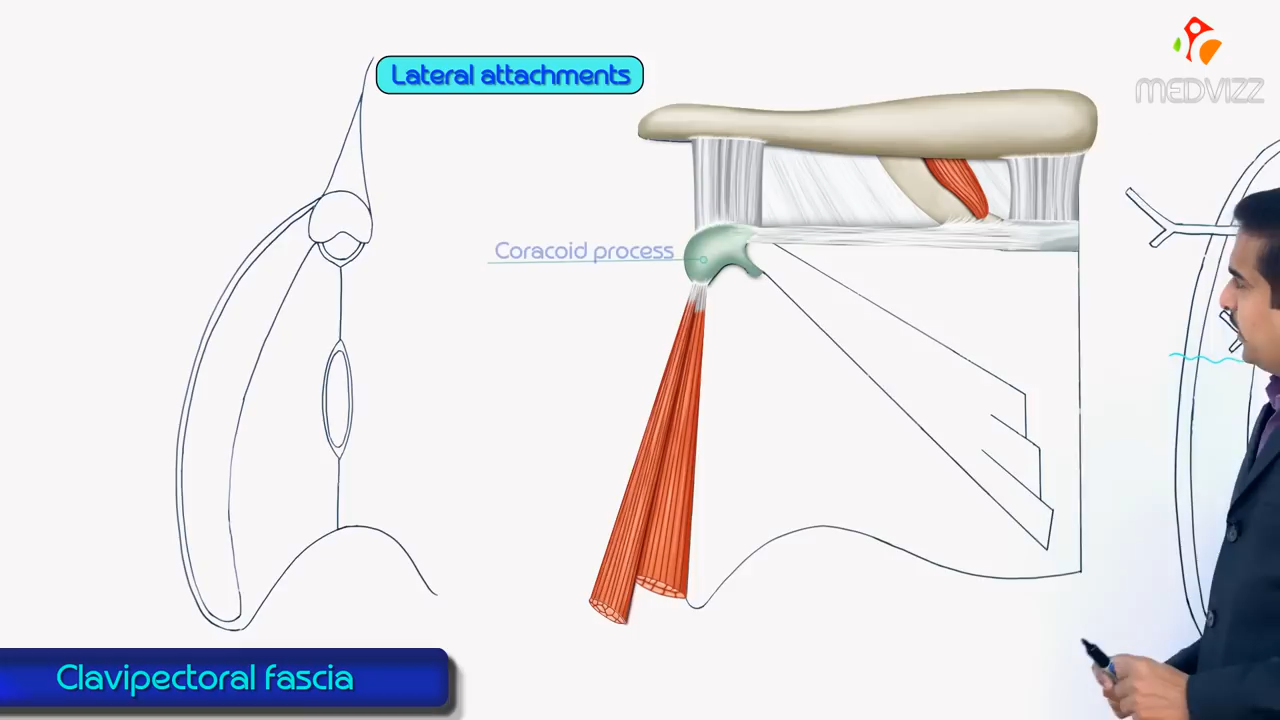 Lateral attachments
MEDVIZZ
Coracoid process
Clavipectoral fascia